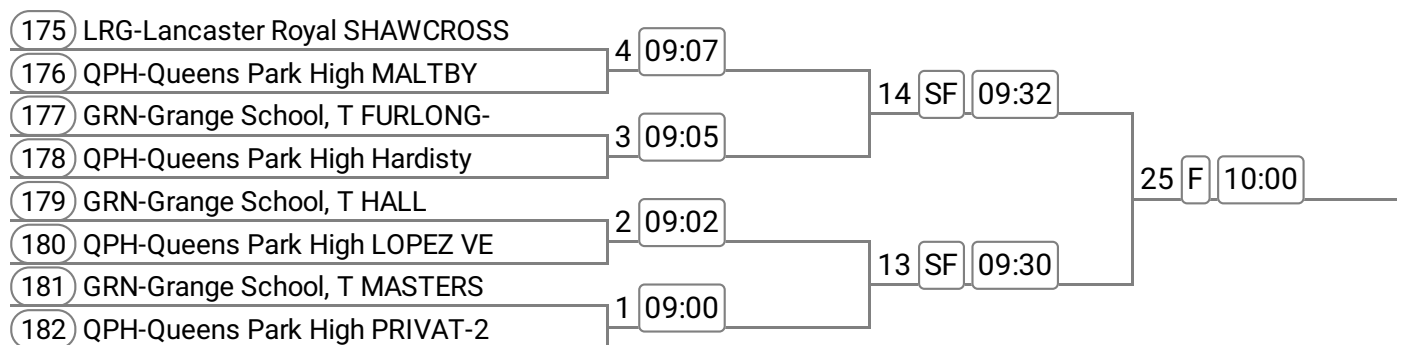 175 LRG-Lancaster Royal SHAWCROSS
4 09:07
176 QPH-Queens Park High MALTBY
14 SF 09:32
177 GRN-Grange School, T FURLONG-
3 09:05
178 QPH-Queens Park High Hardisty
25 F 10:00
179 GRN-Grange School, T HALL
2 09:02
180 QPH-Queens Park High LOPEZ VE
13 SF 09:30
181 GRN-Grange School, T MASTERS
1 09:00
182 QPH-Queens Park High PRIVAT-2